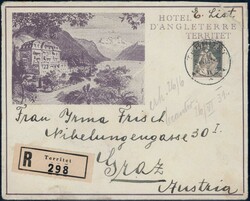 HOTEL
D'ANGLETERRE
TERRITET
E. List,
Frau Irma Frisch
Nibelungengasse 30 I.
Graz
Austria
R
Territet
298